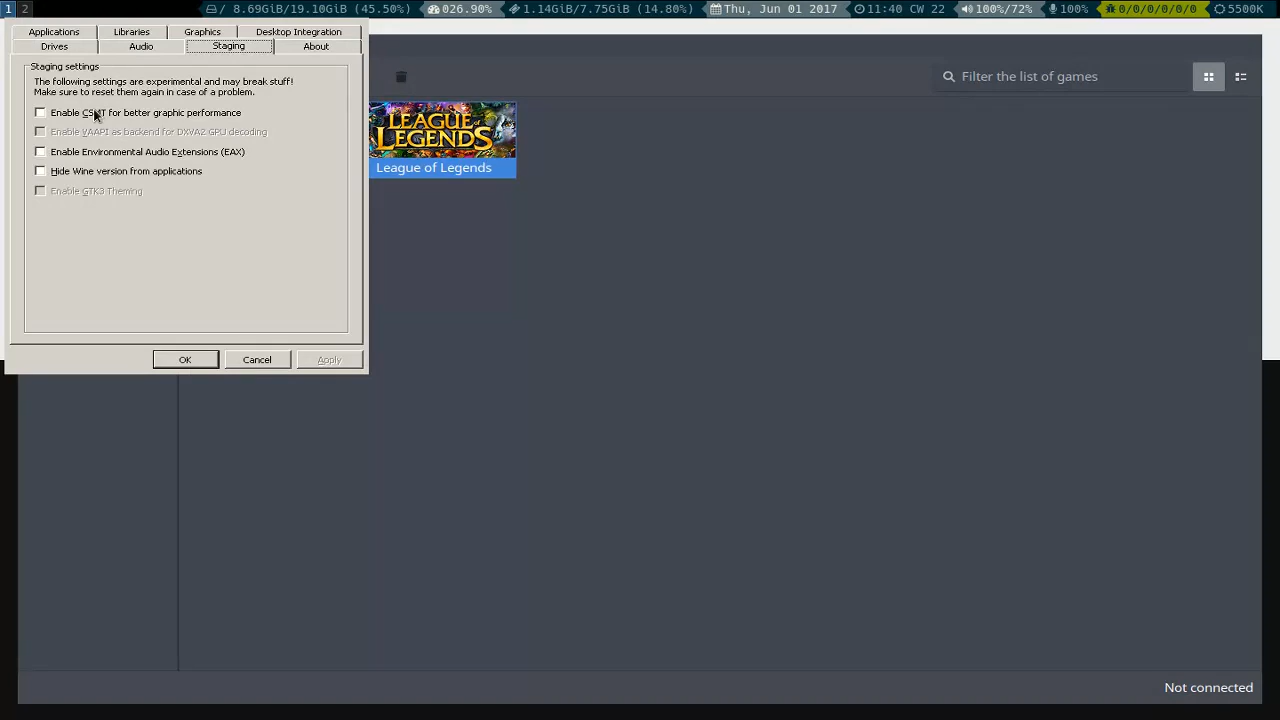 1 2 / 8.69GiB/19.10GiB (45.50%) 026.90% 1.14GiB/7.75GiB (14.80%) Thu, Jun 01 2017 11:40 CW 22 100%/72% 100% 0/0/0/0/0/0 5500K
Applications Libraries Graphics Desktop Integration
Drives Audio Staging About
Staging settings
The following settings are experimental and may break stuff!
Make sure to reset them again in case of a problem.
Enable CSMT for better graphic performance
Enable VAAPI as backend for DXVA2 GPU decoding
Enable Environmental Audio Extensions (EAX)
Hide Wine version from applications
Enable GTK3 Theming
OK Cancel Apply
Filter the list of games
LEAGUE OF LEGENDS
League of Legends
Not connected